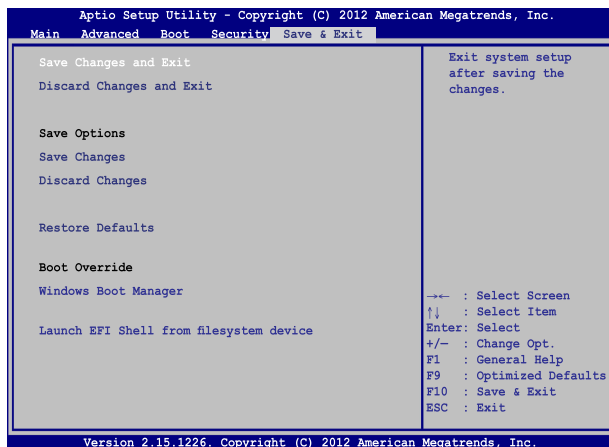 Aptio Setup Utility - Copyright (C) 2012 American Megatrends, Inc.
Main Advanced Boot Security Save & Exit
Save Changes and Exit
Discard Changes and Exit
Save Options
Save Changes
Discard Changes
Restore Defaults
Boot Override
Windows Boot Manager
Launch EFI Shell from filesystem device
Exit system setup
after saving the
changes.
→← : Select Screen
↑↓ : Select Item
Enter: Select
+/— : Change Opt.
F1 : General Help
F9 : Optimized Defaults
F10 : Save & Exit
ESC : Exit
Version 2.15.1226. Copyright (C) 2012 American Megatrends, Inc.